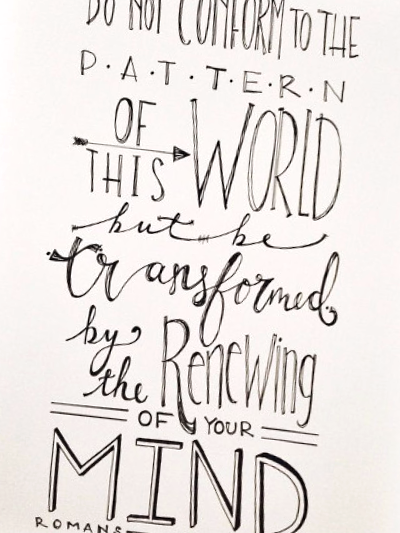 DO NOT CONFORM TO THE
P·A·T·T·E·R·N
OF
THIS WORLD
but be
transformed
by the Renewing
OF YOUR
MIND
ROMANS